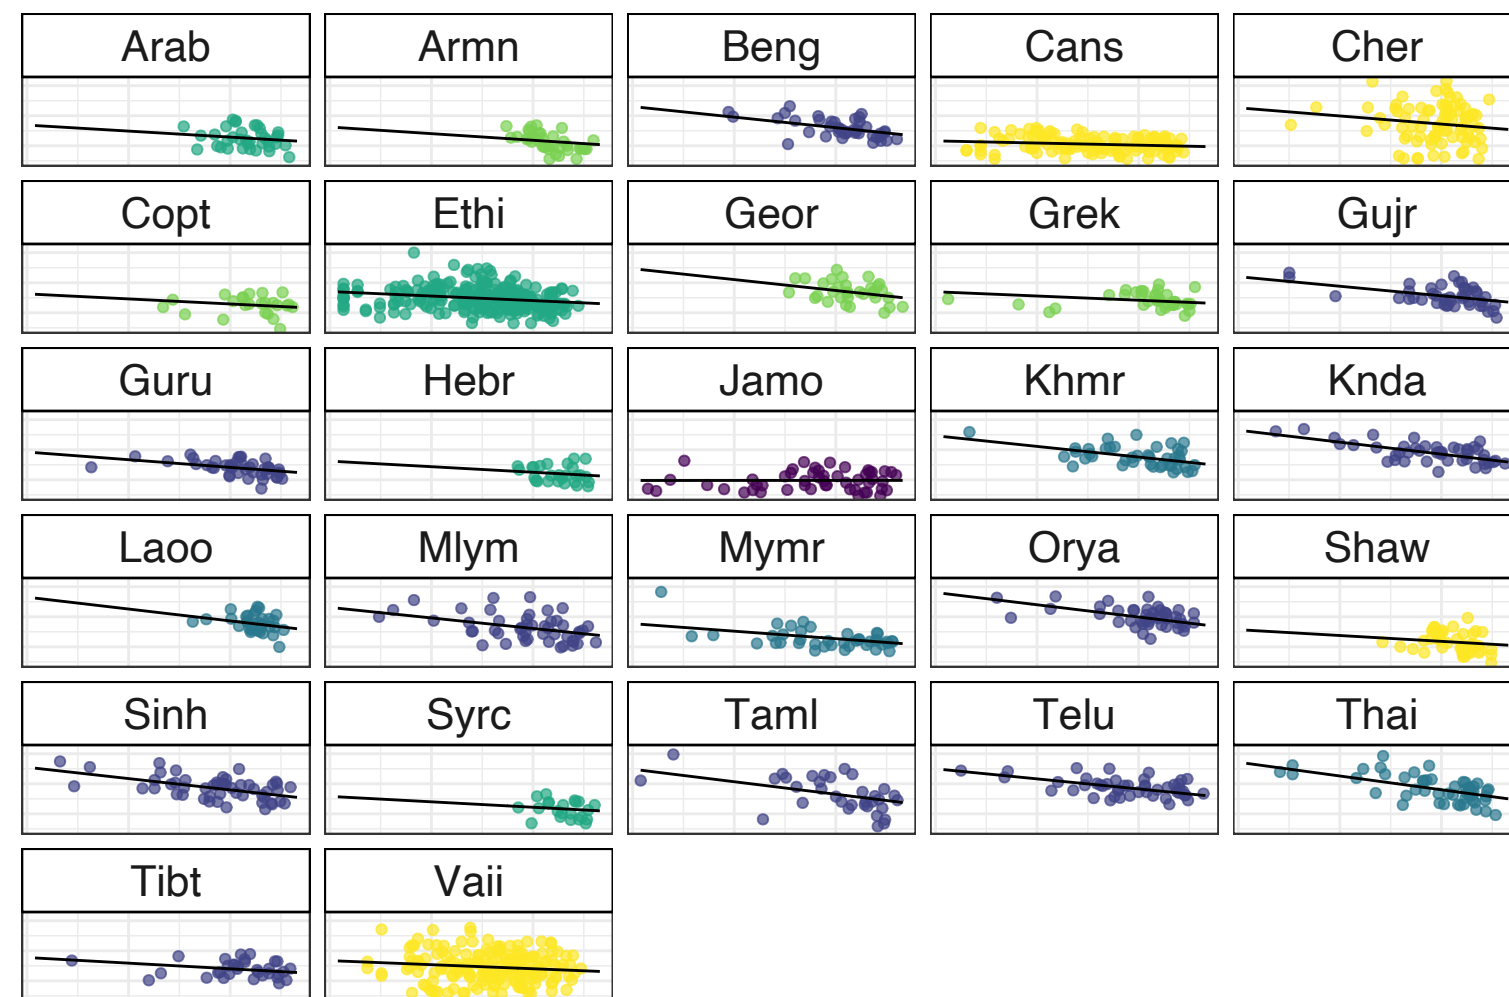 Arab Armn Beng Cans Cher
Copt Ethi Geor Grek Gujr
Guru Hebr Jamo Khmr Knda
Laoo Mlym Mymr Orya Shaw
Sinh Syrc Taml Telu Thai
Tibt Vaii